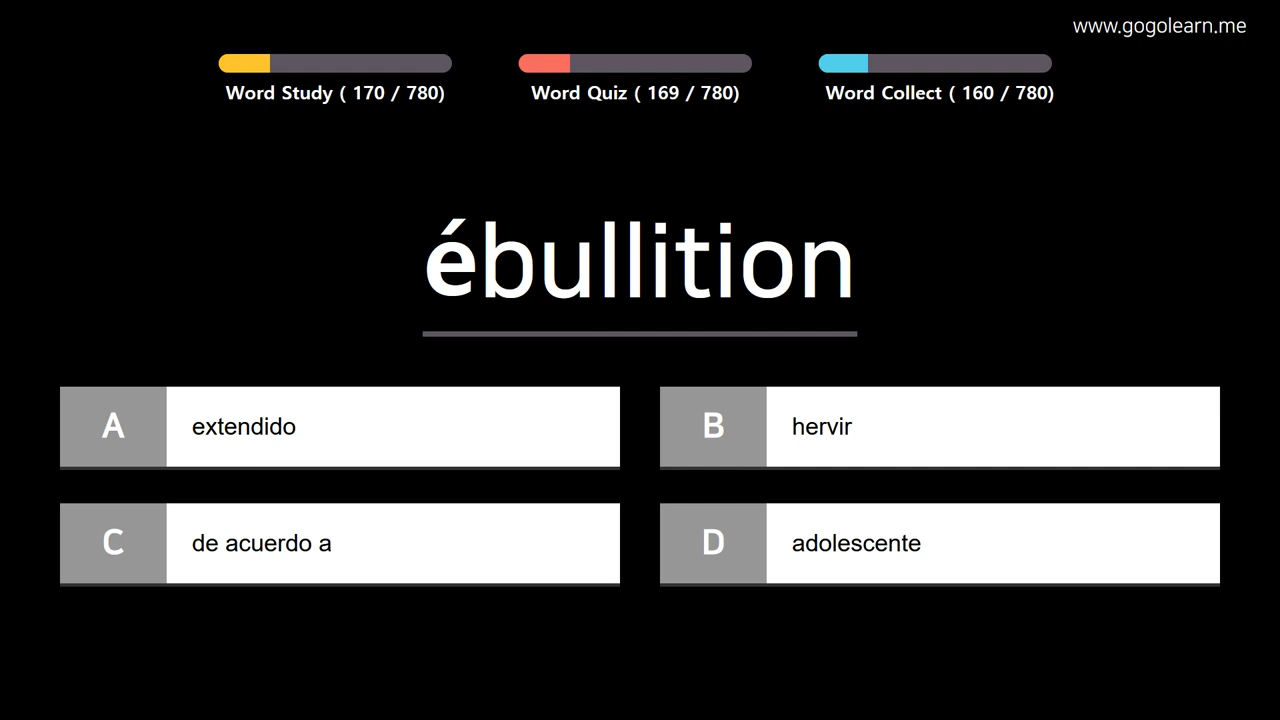 www.gogolearn.me
Word Study ( 170 / 780)
Word Quiz ( 169 / 780)
Word Collect ( 160 / 780)
ébullition
A extendido
B hervir
C de acuerdo a
D adolescente